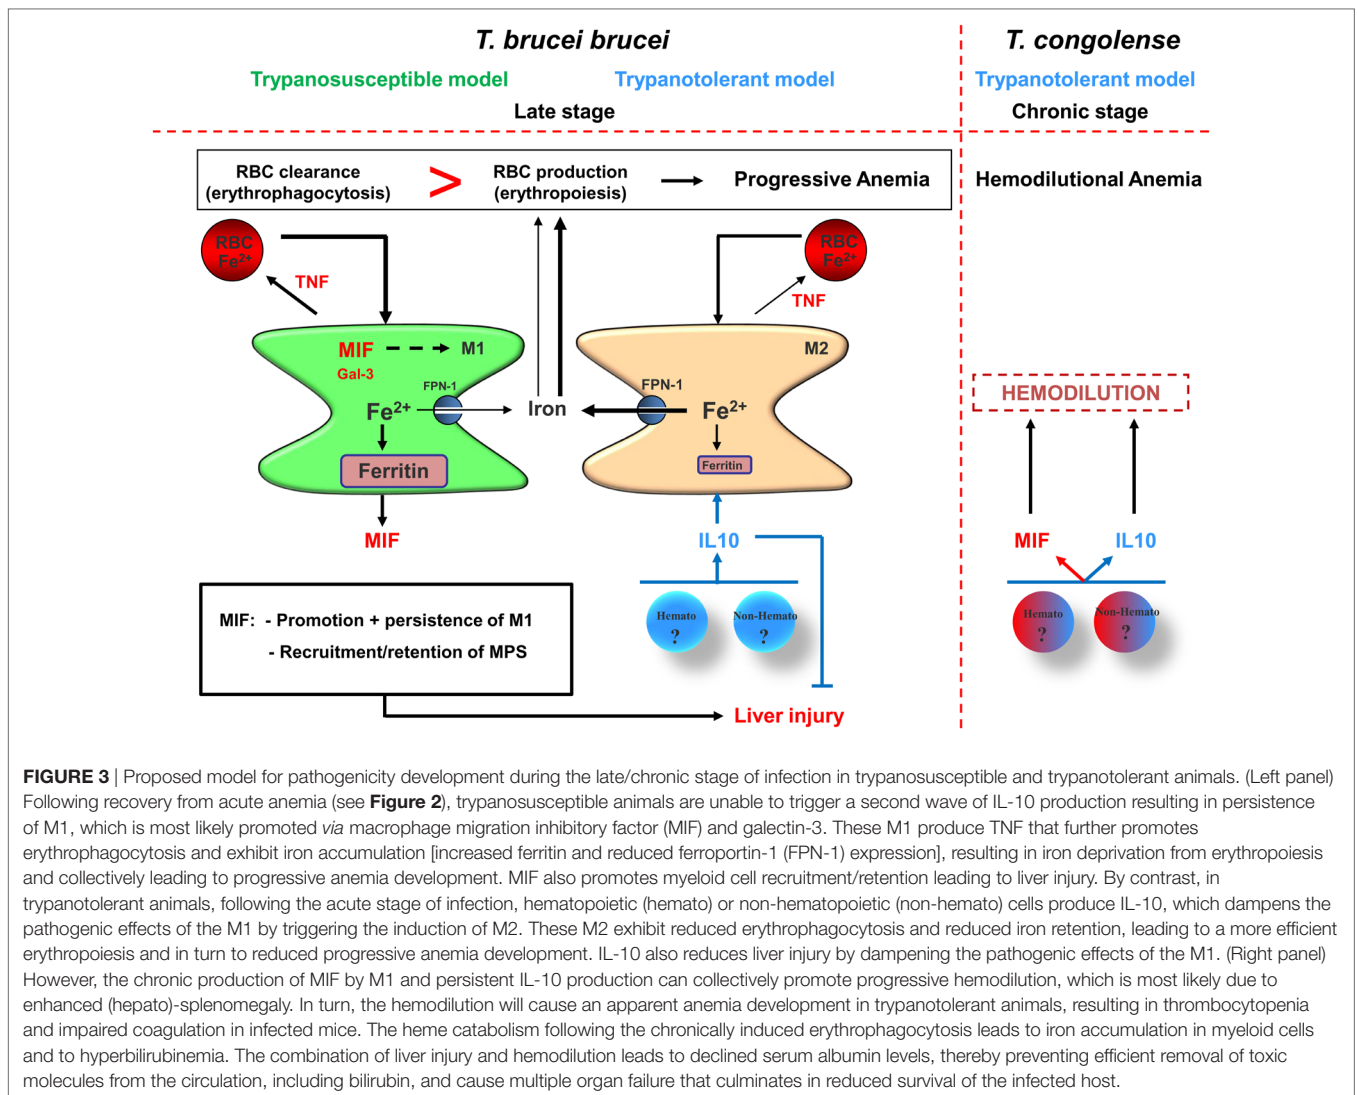 T. brucei brucei
T. congolense
Trypanosusceptible model
Trypanotolerant model
Trypanotolerant model
Late stage
Chronic stage
RBC clearance
(erythrophagocytosis)
>
RBC production
(erythropoiesis)
Progressive Anemia
Hemodilutional Anemia
RBC
Fe²⁺
TNF
RBC
Fe²⁺
TNF
MIF
M1
Gal-3
FPN-1
Fe²⁺
Ferritin
Iron
M2
FPN-1
Fe²⁺
Ferritin
HEMODILUTION
MIF
IL10
MIF
IL10
Hemato
?
Non-Hemato
?
Hemato
?
Non-Hemato
?
MIF: - Promotion + persistence of M1
- Recruitment/retention of MPS
Liver injury
FIGURE 3 | Proposed model for pathogenicity development during the late/chronic stage of infection in trypanosusceptible and trypanotolerant animals. (Left panel)
Following recovery from acute anemia (see Figure 2), trypanosusceptible animals are unable to trigger a second wave of IL-10 production resulting in persistence
of M1, which is most likely promoted via macrophage migration inhibitory factor (MIF) and galectin-3. These M1 produce TNF that further promotes
erythrophagocytosis and exhibit iron accumulation [increased ferritin and reduced ferroportin-1 (FPN-1) expression], resulting in iron deprivation from erythropoiesis
and collectively leading to progressive anemia development. MIF also promotes myeloid cell recruitment/retention leading to liver injury. By contrast, in
trypanotolerant animals, following the acute stage of infection, hematopoietic (hemato) or non-hematopoietic (non-hemato) cells produce IL-10, which dampens the
pathogenic effects of the M1 by triggering the induction of M2. These M2 exhibit reduced erythrophagocytosis and reduced iron retention, leading to a more efficient
erythropoiesis and in turn to reduced progressive anemia development. IL-10 also reduces liver injury by dampening the pathogenic effects of the M1. (Right panel)
However, the chronic production of MIF by M1 and persistent IL-10 production can collectively promote progressive hemodilution, which is most likely due to
enhanced (hepato)-splenomegaly. In turn, the hemodilution will cause an apparent anemia development in trypanotolerant animals, resulting in thrombocytopenia
and impaired coagulation in infected mice. The heme catabolism following the chronically induced erythrophagocytosis leads to iron accumulation in myeloid cells
and to hyperbilirubinemia. The combination of liver injury and hemodilution leads to declined serum albumin levels, thereby preventing efficient removal of toxic
molecules from the circulation, including bilirubin, and cause multiple organ failure that culminates in reduced survival of the infected host.